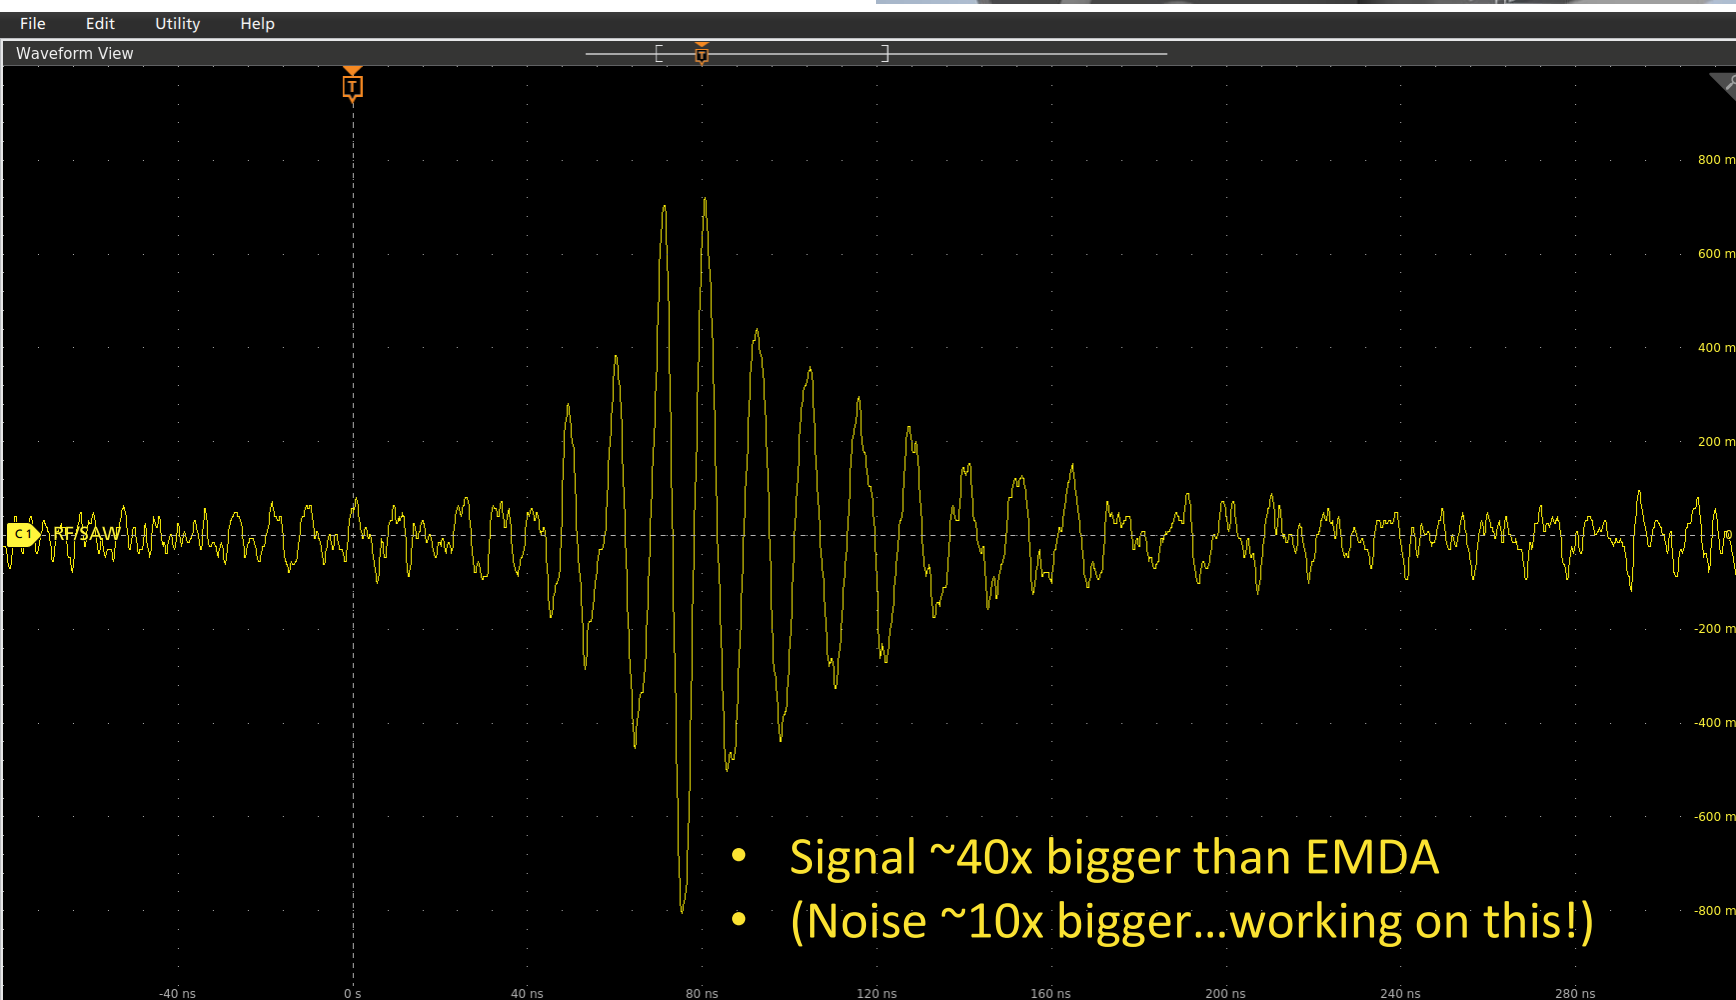 File Edit Utility Help
Waveform View
T
T
800 m
600 m
400 m
200 m
C1 RF/SAW
0
-200 m
-400 m
-600 m
• Signal ~40x bigger than EMDA
-800 m
• (Noise ~10x bigger...working on this!)
-40 ns 0 s 40 ns 80 ns 120 ns 160 ns 200 ns 240 ns 280 ns